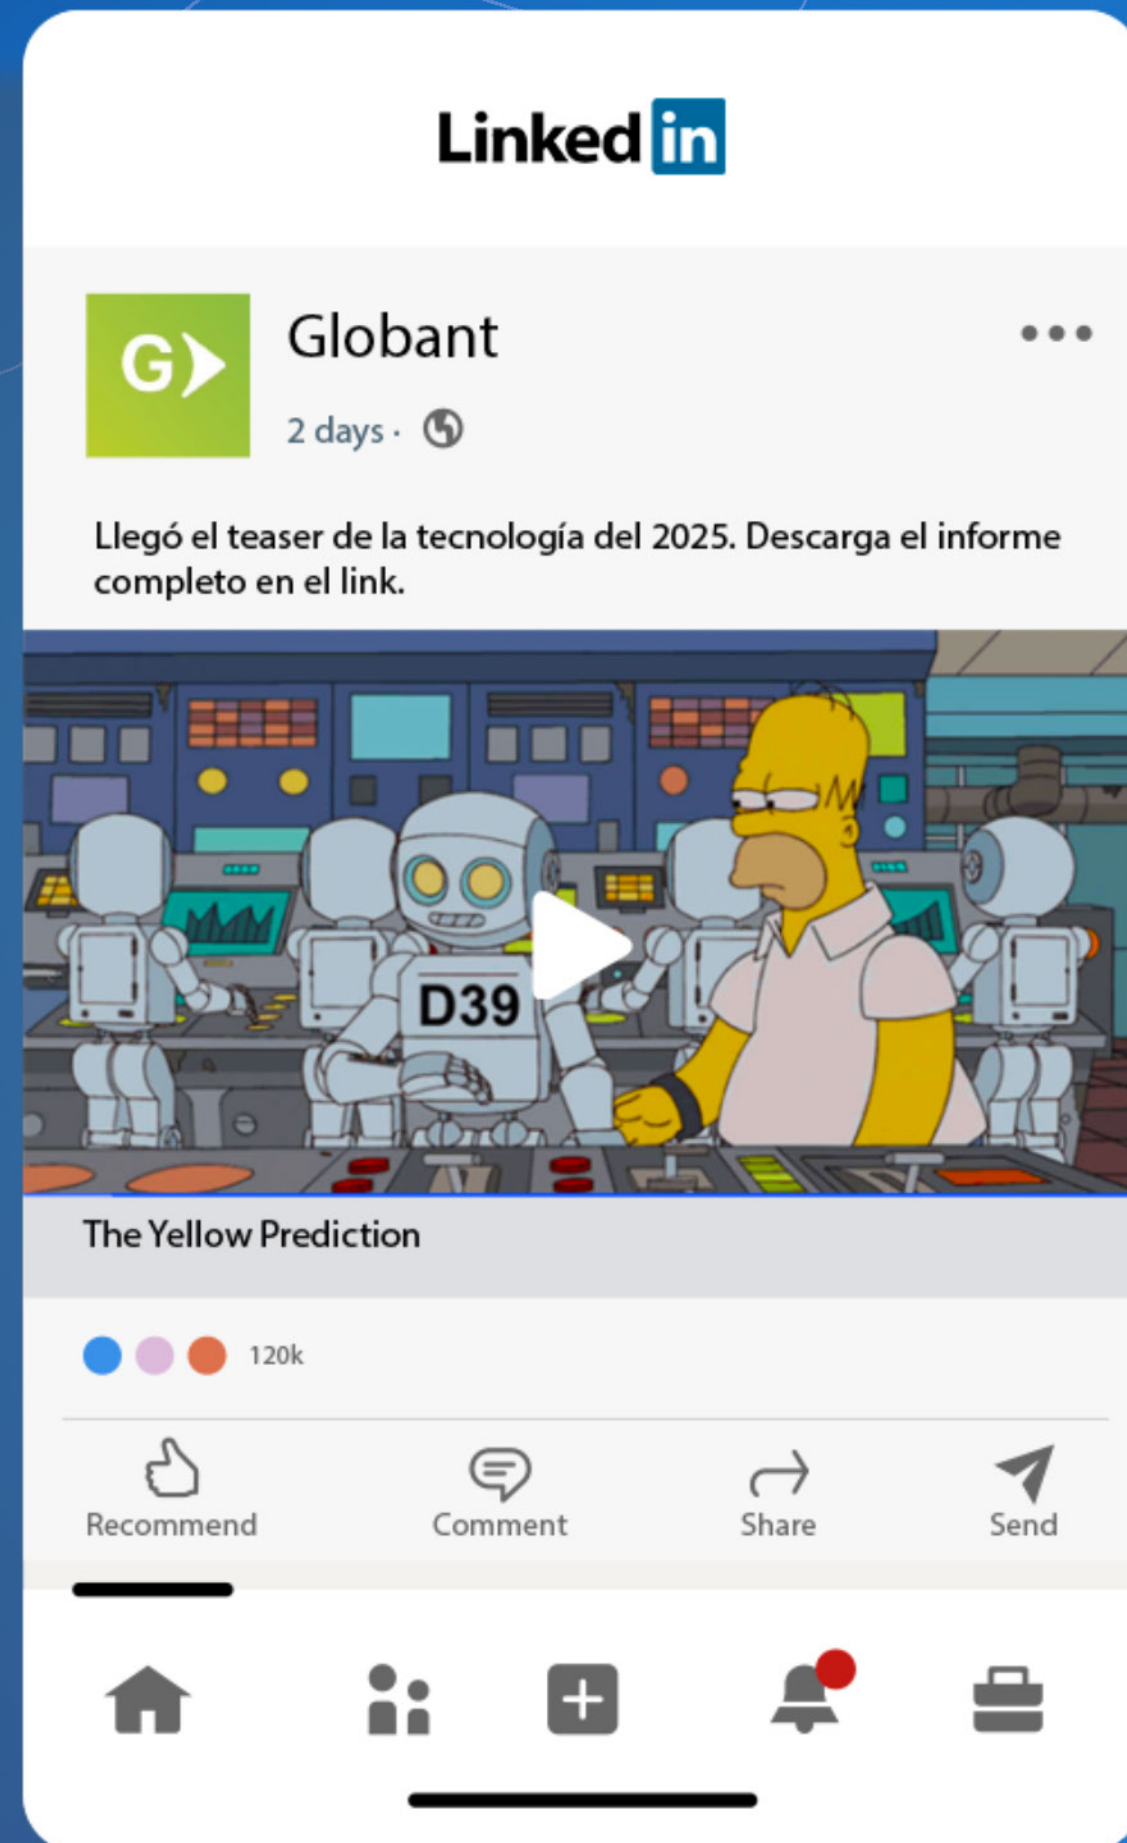 Linked in
Globant
2 days ·
Llegó el teaser de la tecnología del 2025. Descarga el informe
completo en el link.
D39
The Yellow Prediction
120k
Recommend Comment Share Send